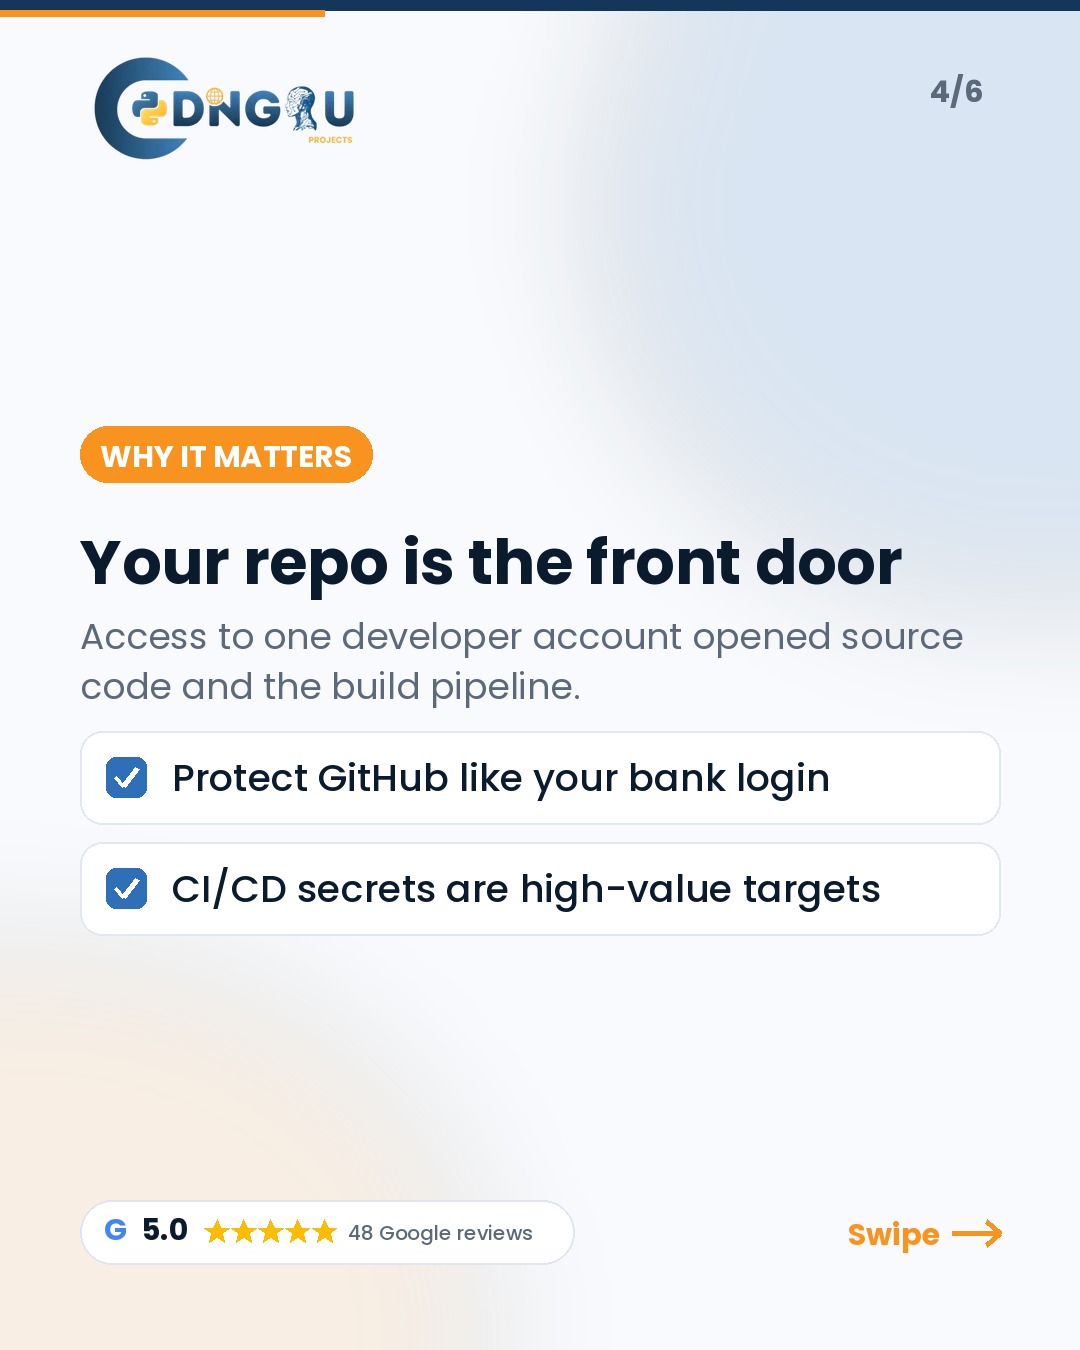 CDNG U
PROJECTS
4/6
WHY IT MATTERS
Your repo is the front door
Access to one developer account opened source
code and the build pipeline.
Protect GitHub like your bank login
CI/CD secrets are high-value targets
G 5.0 ★★★★★ 48 Google reviews
Swipe →